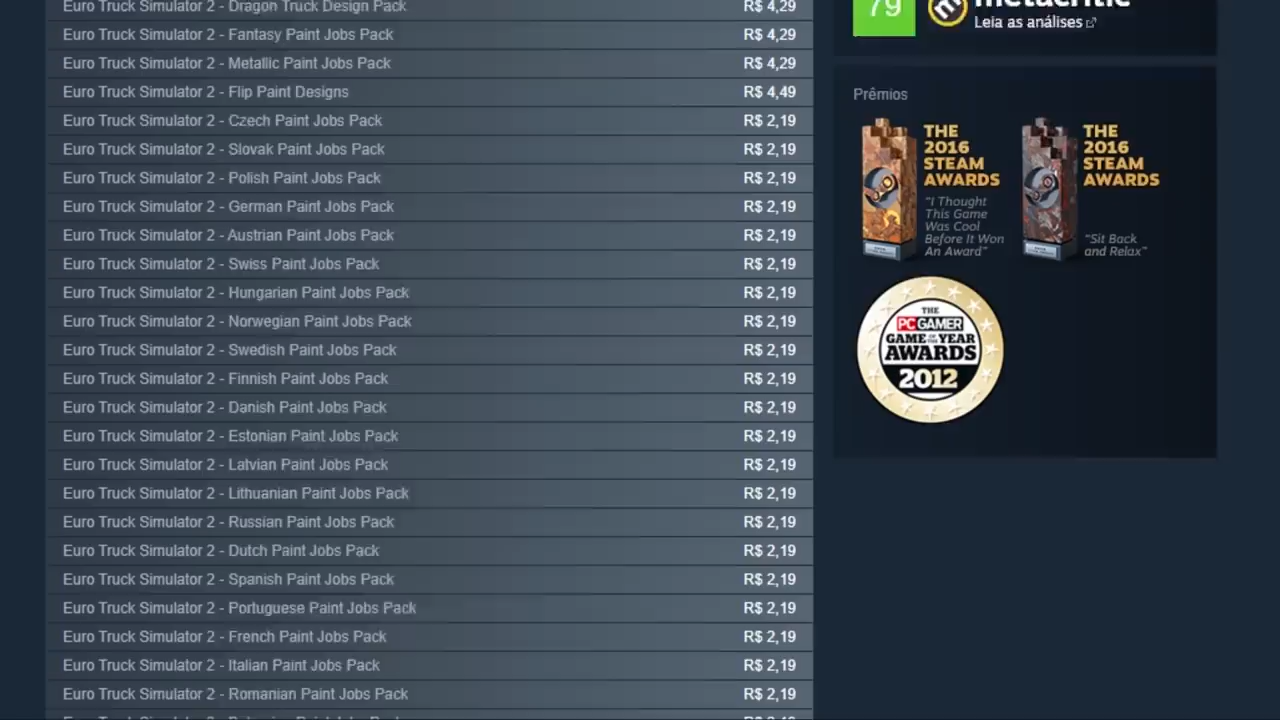 Euro Truck Simulator 2 - Dragon Truck Design Pack R$ 4,29
Euro Truck Simulator 2 - Fantasy Paint Jobs Pack R$ 4,29
Euro Truck Simulator 2 - Metallic Paint Jobs Pack R$ 4,29
Euro Truck Simulator 2 - Flip Paint Designs R$ 4,49
Euro Truck Simulator 2 - Czech Paint Jobs Pack R$ 2,19
Euro Truck Simulator 2 - Slovak Paint Jobs Pack R$ 2,19
Euro Truck Simulator 2 - Polish Paint Jobs Pack R$ 2,19
Euro Truck Simulator 2 - German Paint Jobs Pack R$ 2,19
Euro Truck Simulator 2 - Austrian Paint Jobs Pack R$ 2,19
Euro Truck Simulator 2 - Swiss Paint Jobs Pack R$ 2,19
Euro Truck Simulator 2 - Hungarian Paint Jobs Pack R$ 2,19
Euro Truck Simulator 2 - Norwegian Paint Jobs Pack R$ 2,19
Euro Truck Simulator 2 - Swedish Paint Jobs Pack R$ 2,19
Euro Truck Simulator 2 - Finnish Paint Jobs Pack R$ 2,19
Euro Truck Simulator 2 - Danish Paint Jobs Pack R$ 2,19
Euro Truck Simulator 2 - Estonian Paint Jobs Pack R$ 2,19
Euro Truck Simulator 2 - Latvian Paint Jobs Pack R$ 2,19
Euro Truck Simulator 2 - Lithuanian Paint Jobs Pack R$ 2,19
Euro Truck Simulator 2 - Russian Paint Jobs Pack R$ 2,19
Euro Truck Simulator 2 - Dutch Paint Jobs Pack R$ 2,19
Euro Truck Simulator 2 - Spanish Paint Jobs Pack R$ 2,19
Euro Truck Simulator 2 - Portuguese Paint Jobs Pack R$ 2,19
Euro Truck Simulator 2 - French Paint Jobs Pack R$ 2,19
Euro Truck Simulator 2 - Italian Paint Jobs Pack R$ 2,19
Euro Truck Simulator 2 - Romanian Paint Jobs Pack R$ 2,19
79
metacritic
Leia as análises
Prêmios
THE
2016
STEAM
AWARDS
"I Thought
This Game
Was Cool
Before It Won
An Award"
THE
2016
STEAM
AWARDS
"Sit Back
and Relax"
THE
PC GAMER
GAME OF THE YEAR
AWARDS
2012